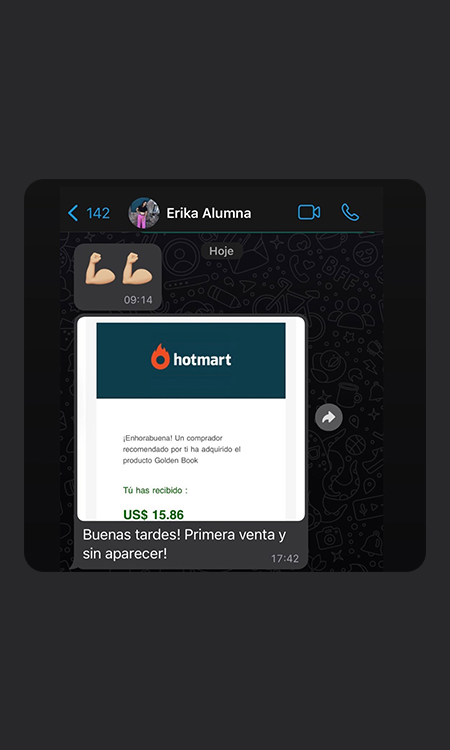 142
Erika Alumna
Hoje
💪🏼💪🏼
09:14
hotmart
¡Enhorabuena! Un comprador
recomendado por ti ha adquirido el
producto Golden Book
Tú has recibido :
US$ 15.86
Buenas tardes! Primera venta y
sin aparecer!
17:42